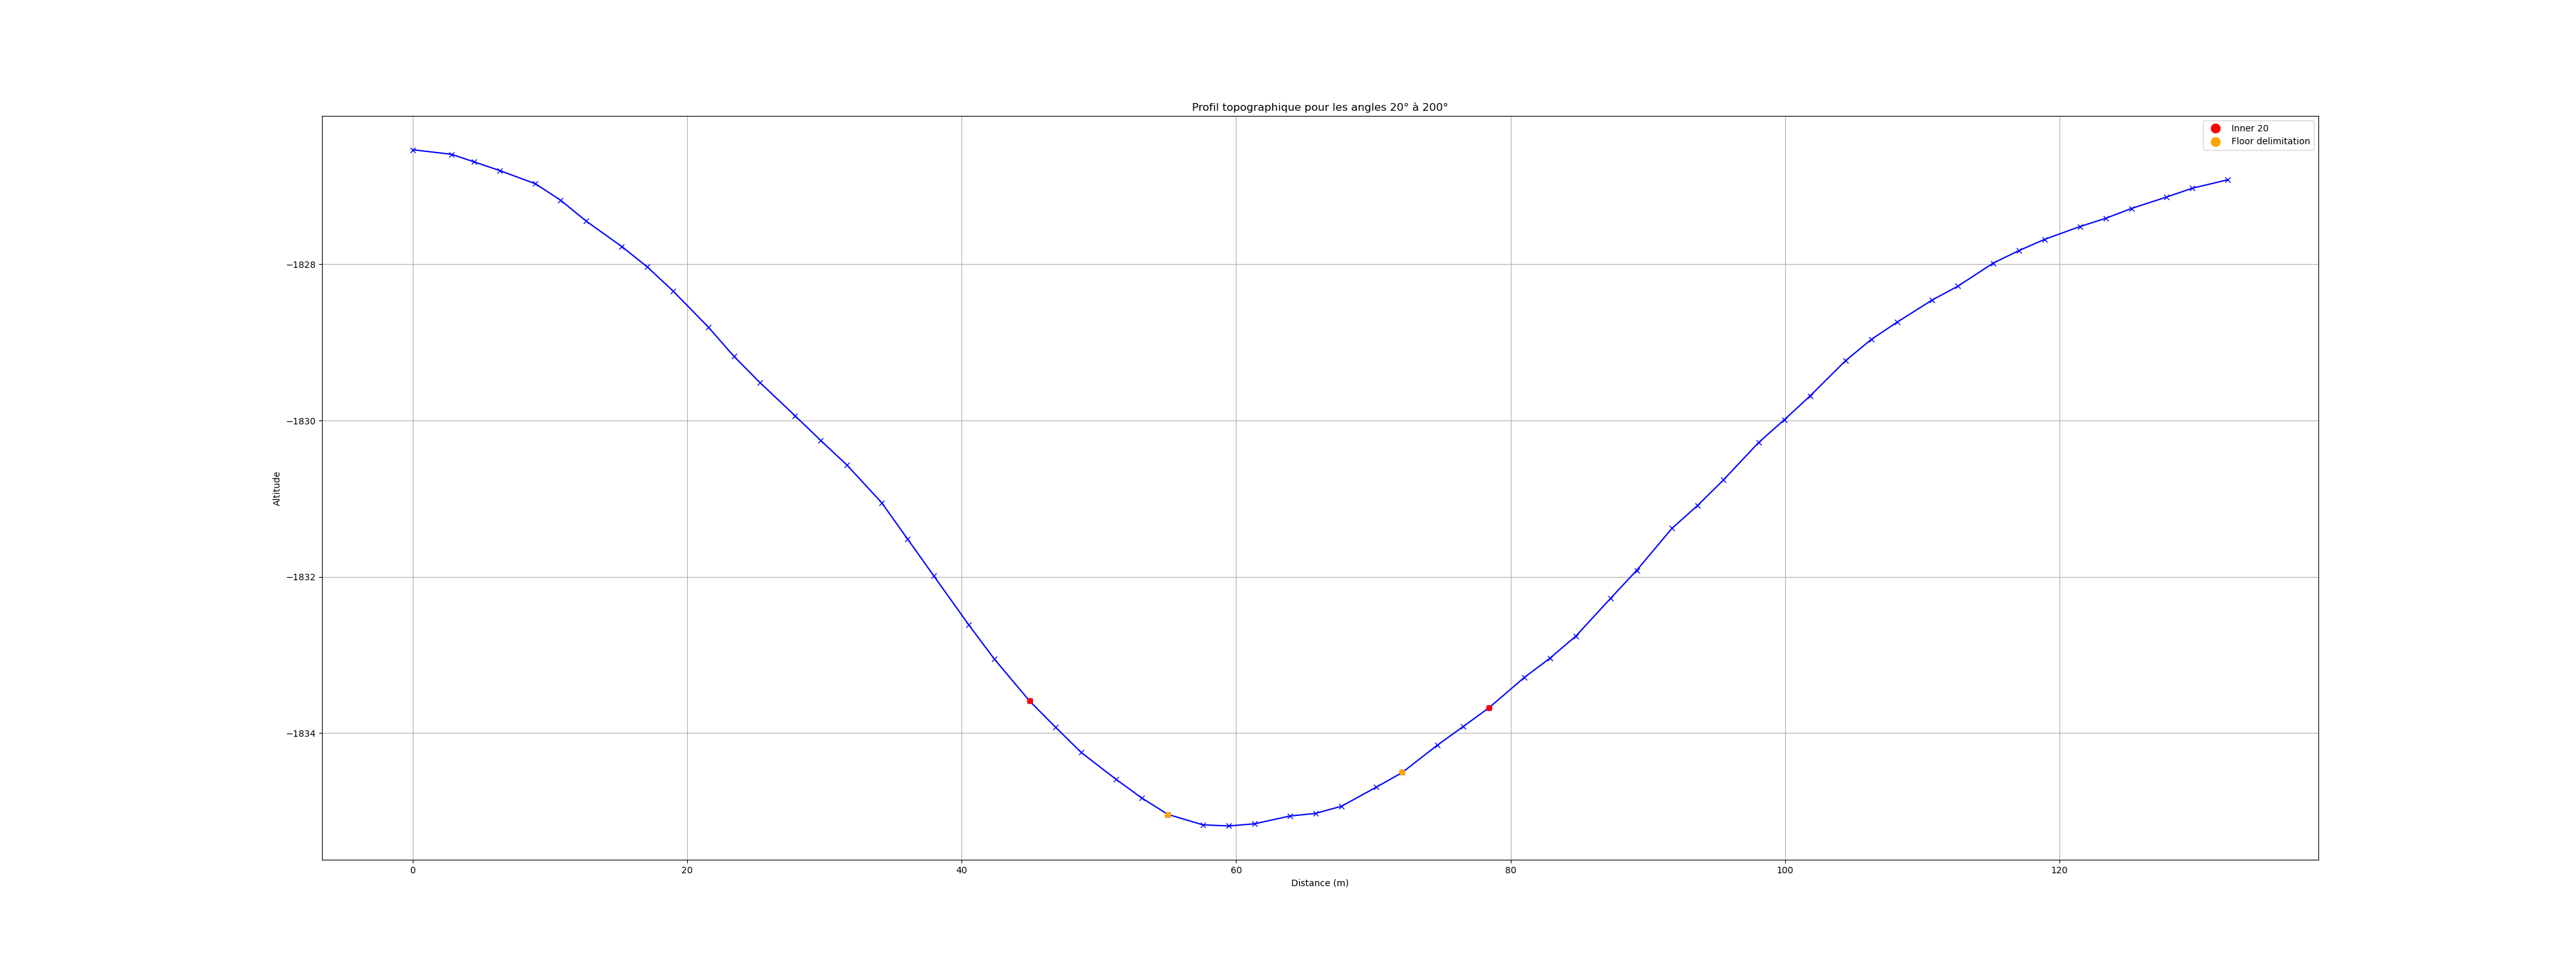 Profil topographique pour les angles 20° à 200°
Inner 20
Floor delimitation
−1828
−1830
−1832
−1834
Altitude
0 20 40 60 80 100 120
Distance (m)